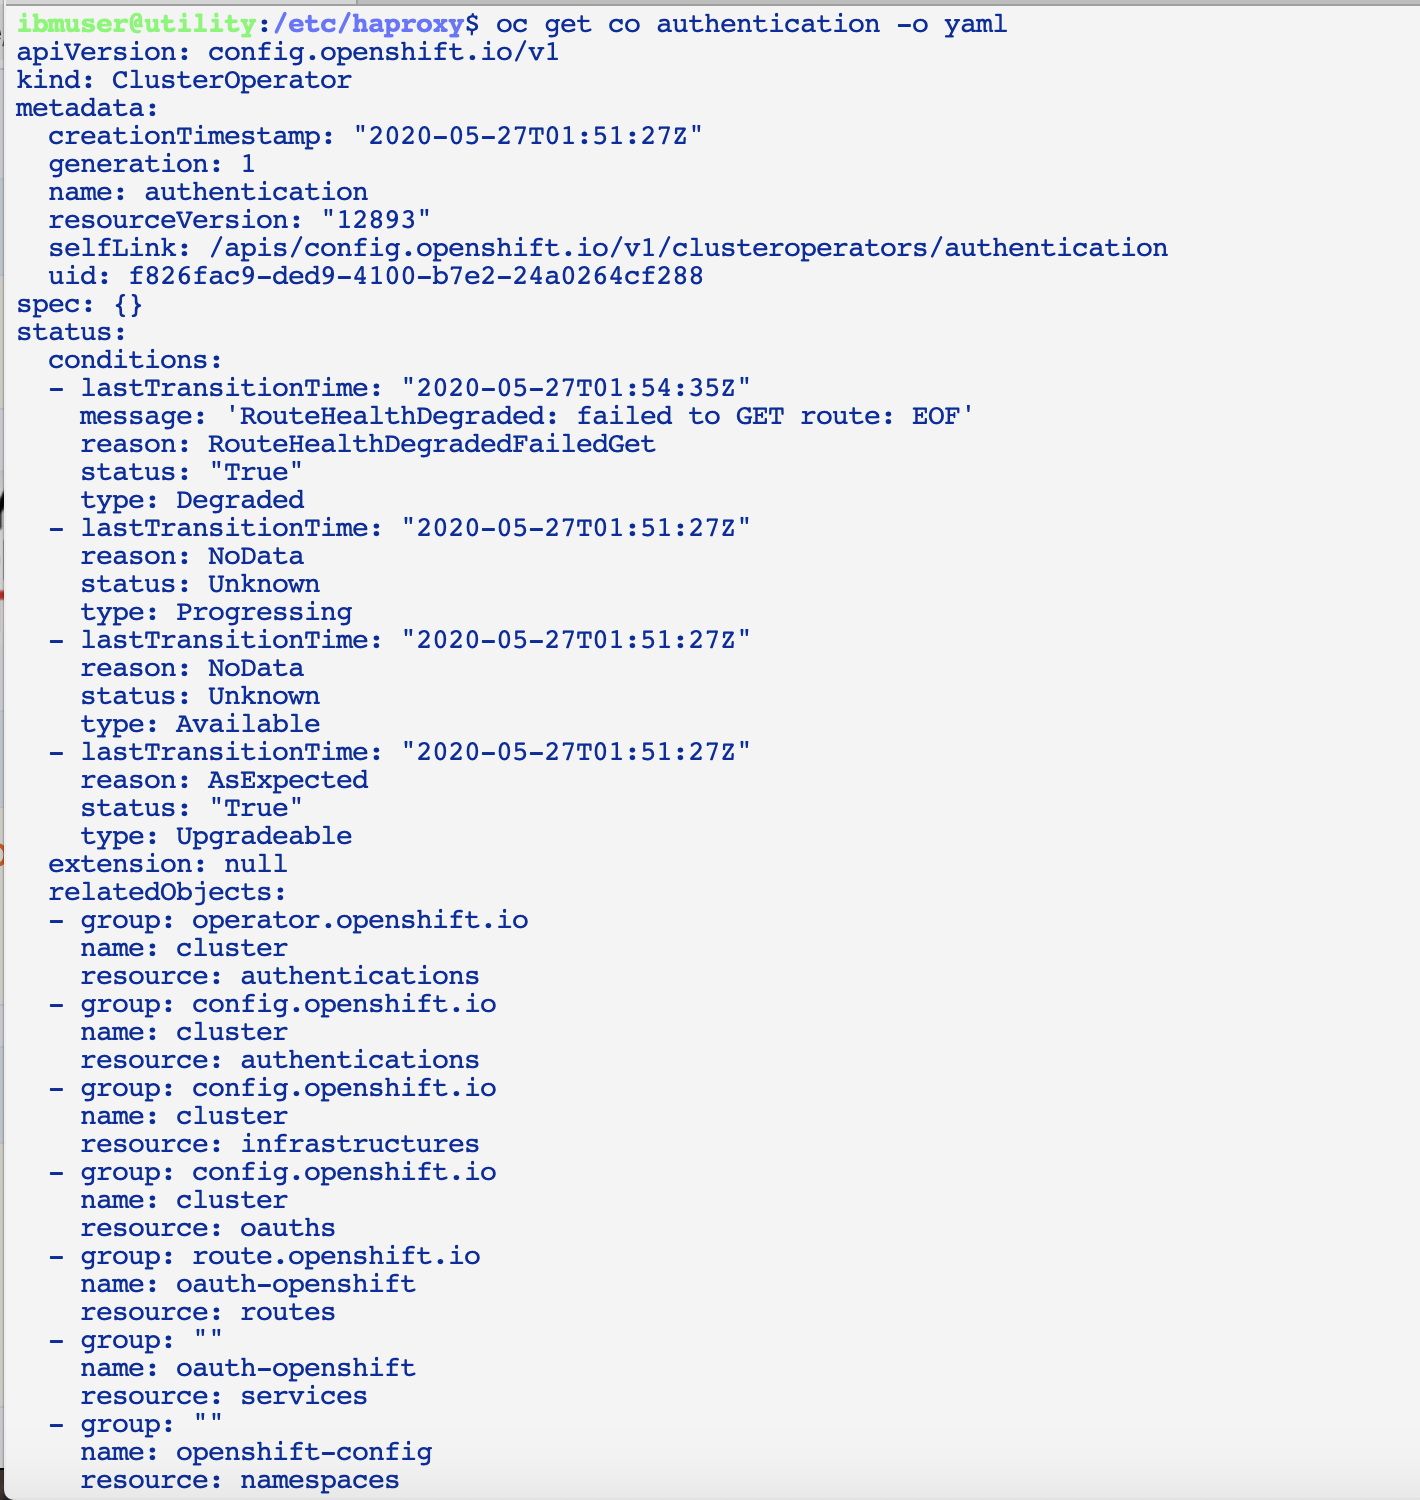 ibmuser@utility:/etc/haproxy$ oc get co authentication -o yaml
apiVersion: config.openshift.io/v1
kind: ClusterOperator
metadata:
  creationTimestamp: "2020-05-27T01:51:27Z"
  generation: 1
  name: authentication
  resourceVersion: "12893"
  selfLink: /apis/config.openshift.io/v1/clusteroperators/authentication
  uid: f826fac9-ded9-4100-b7e2-24a0264cf288
spec: {}
status:
  conditions:
  - lastTransitionTime: "2020-05-27T01:54:35Z"
    message: 'RouteHealthDegraded: failed to GET route: EOF'
    reason: RouteHealthDegradedFailedGet
    status: "True"
    type: Degraded
  - lastTransitionTime: "2020-05-27T01:51:27Z"
    reason: NoData
    status: Unknown
    type: Progressing
  - lastTransitionTime: "2020-05-27T01:51:27Z"
    reason: NoData
    status: Unknown
    type: Available
  - lastTransitionTime: "2020-05-27T01:51:27Z"
    reason: AsExpected
    status: "True"
    type: Upgradeable
  extension: null
  relatedObjects:
  - group: operator.openshift.io
    name: cluster
    resource: authentications
  - group: config.openshift.io
    name: cluster
    resource: authentications
  - group: config.openshift.io
    name: cluster
    resource: infrastructures
  - group: config.openshift.io
    name: cluster
    resource: oauths
  - group: route.openshift.io
    name: oauth-openshift
    resource: routes
  - group: ""
    name: oauth-openshift
    resource: services
  - group: ""
    name: openshift-config
    resource: namespaces